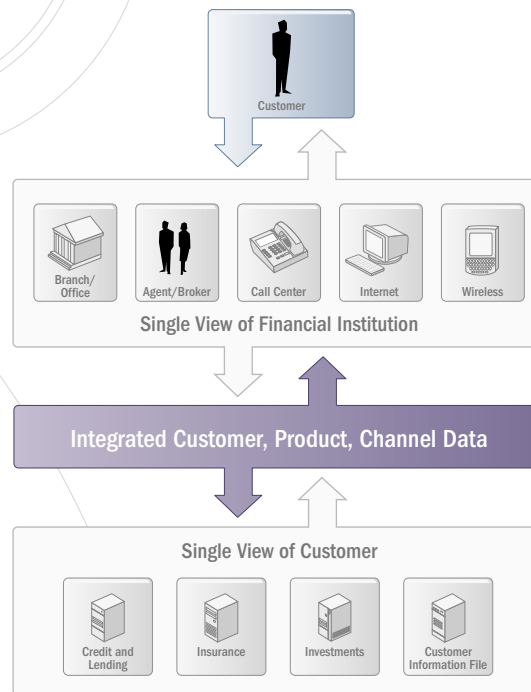 Customer
Branch/
Office
Agent/Broker
Call Center
Internet
Wireless
Single View of Financial Institution
Integrated Customer, Product, Channel Data
Single View of Customer
Credit and
Lending
Insurance
Investments
Customer
Information File